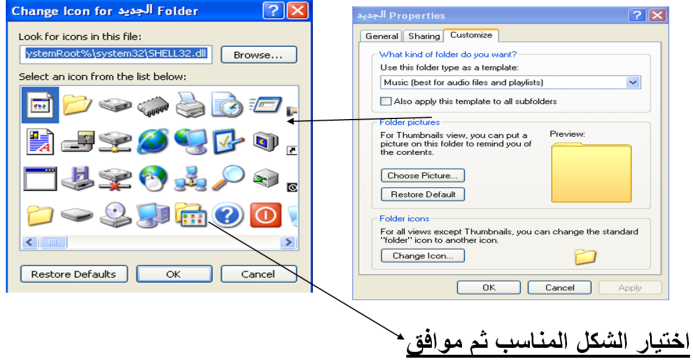 Change Icon for الجديد Folder
Look for icons in this file:
ystemRoot%\system32\SHELL32.dll
Browse...
Select an icon from the list below:
Restore Defaults
OK
Cancel
الجديد Properties
General
Sharing
Customize
What kind of folder do you want?
Use this folder type as a template:
Music (best for audio files and playlists)
Also apply this template to all subfolders
Folder pictures
For Thumbnails view, you can put a
picture on this folder to remind you of
the contents.
Preview:
Choose Picture...
Restore Default
Folder icons
For all views except Thumbnails, you can change the standard
"folder" icon to another icon.
Change Icon...
OK
Cancel
Apply
اختيار الشكل المناسب ثم موافق